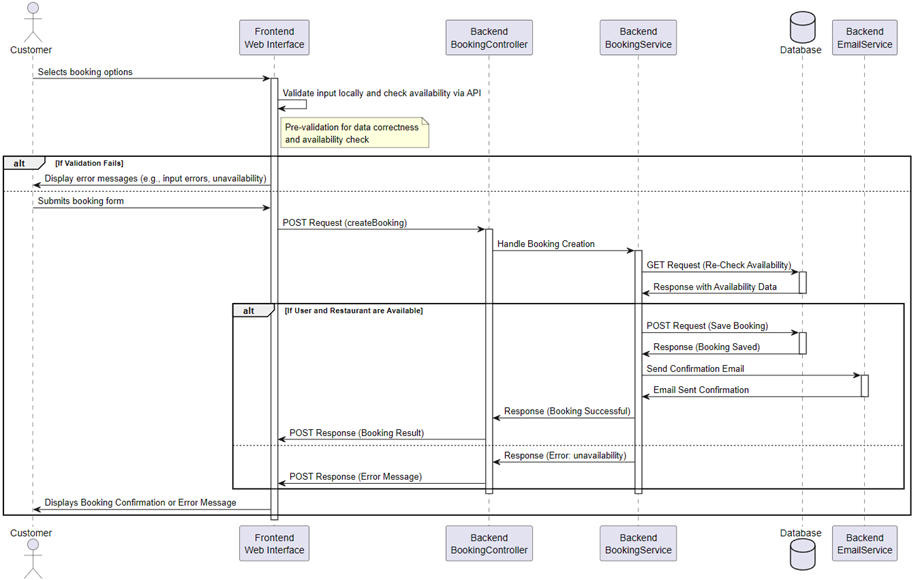 Customer
Frontend
Web Interface
Backend
BookingController
Backend
BookingService
Database
Backend
EmailService
Selects booking options
Validate input locally and check availability via API
Pre-validation for data correctness
and availability check
alt
[If Validation Fails]
Display error messages (e.g., input errors, unavailability)
Submits booking form
POST Request (createBooking)
Handle Booking Creation
GET Request (Re-Check Availability)
Response with Availability Data
alt
[If User and Restaurant are Available]
POST Request (Save Booking)
Response (Booking Saved)
Send Confirmation Email
Email Sent Confirmation
Response (Booking Successful)
POST Response (Booking Result)
Response (Error: unavailability)
POST Response (Error Message)
Displays Booking Confirmation or Error Message
Customer
Frontend
Web Interface
Backend
BookingController
Backend
BookingService
Database
Backend
EmailService